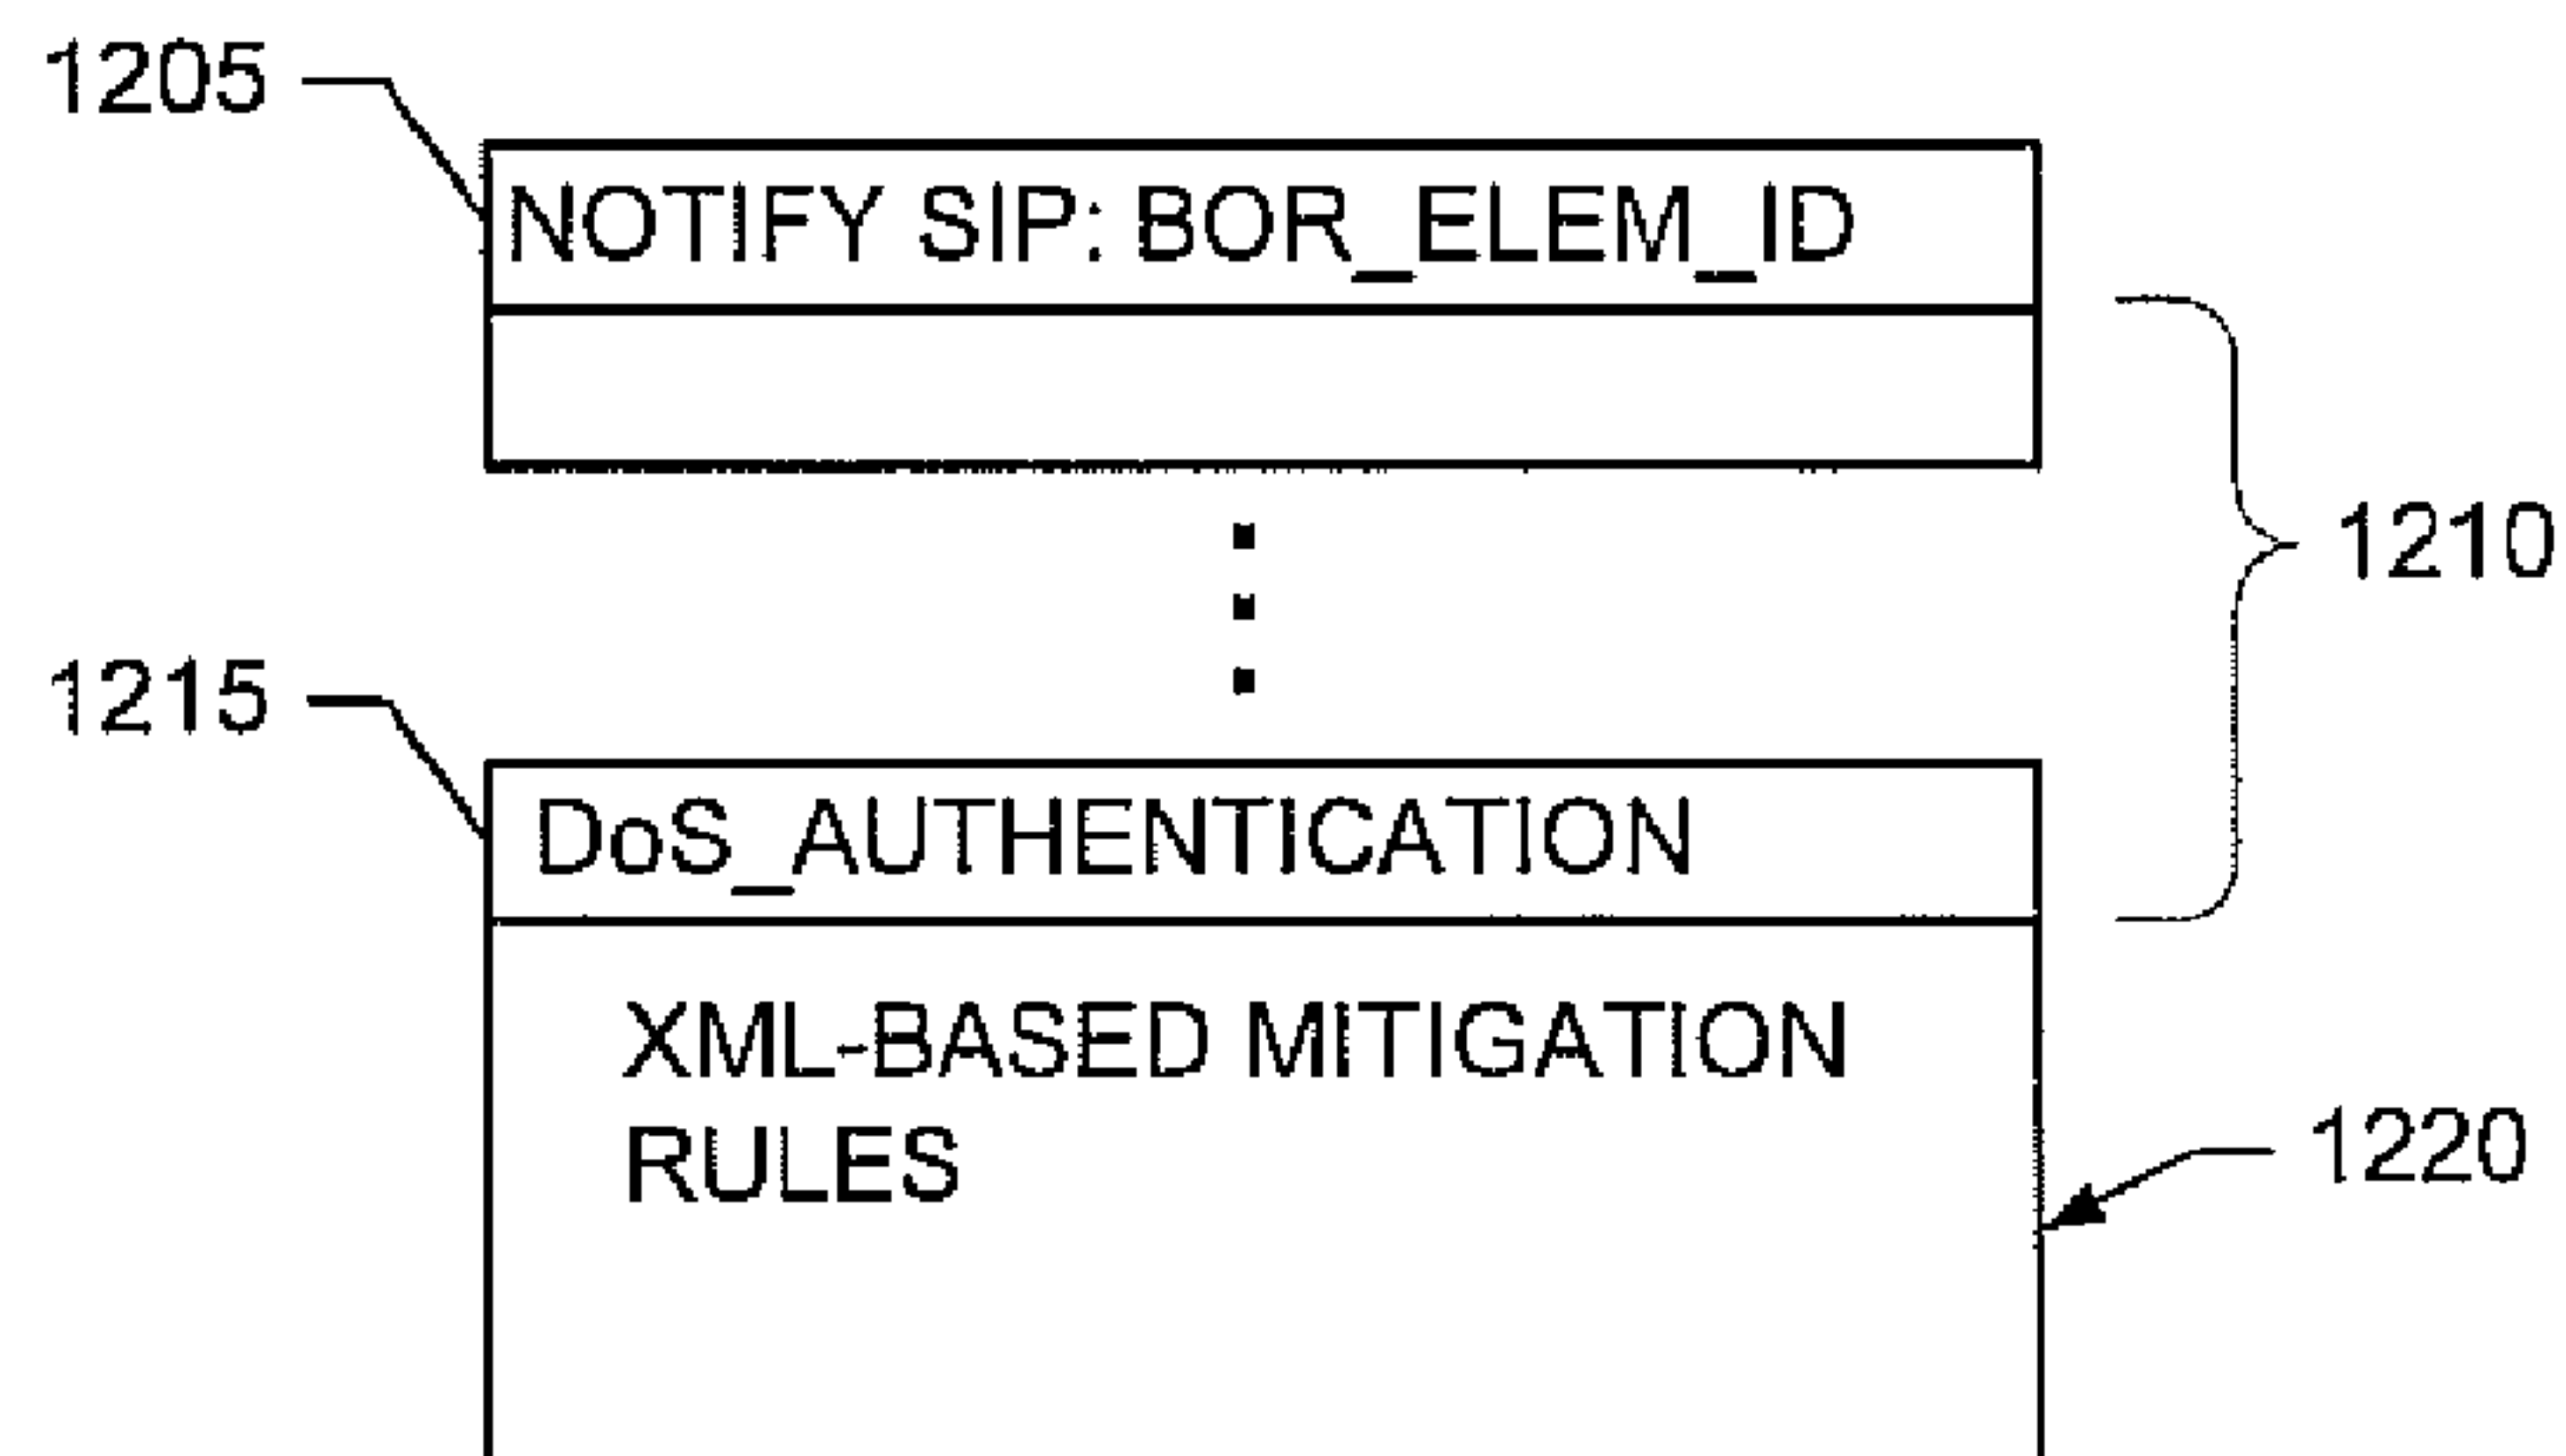 1205
NOTIFY SIP: BOR_ELEM_ID
1210
1215
DoS_AUTHENTICATION
XML-BASED MITIGATION
RULES
1220